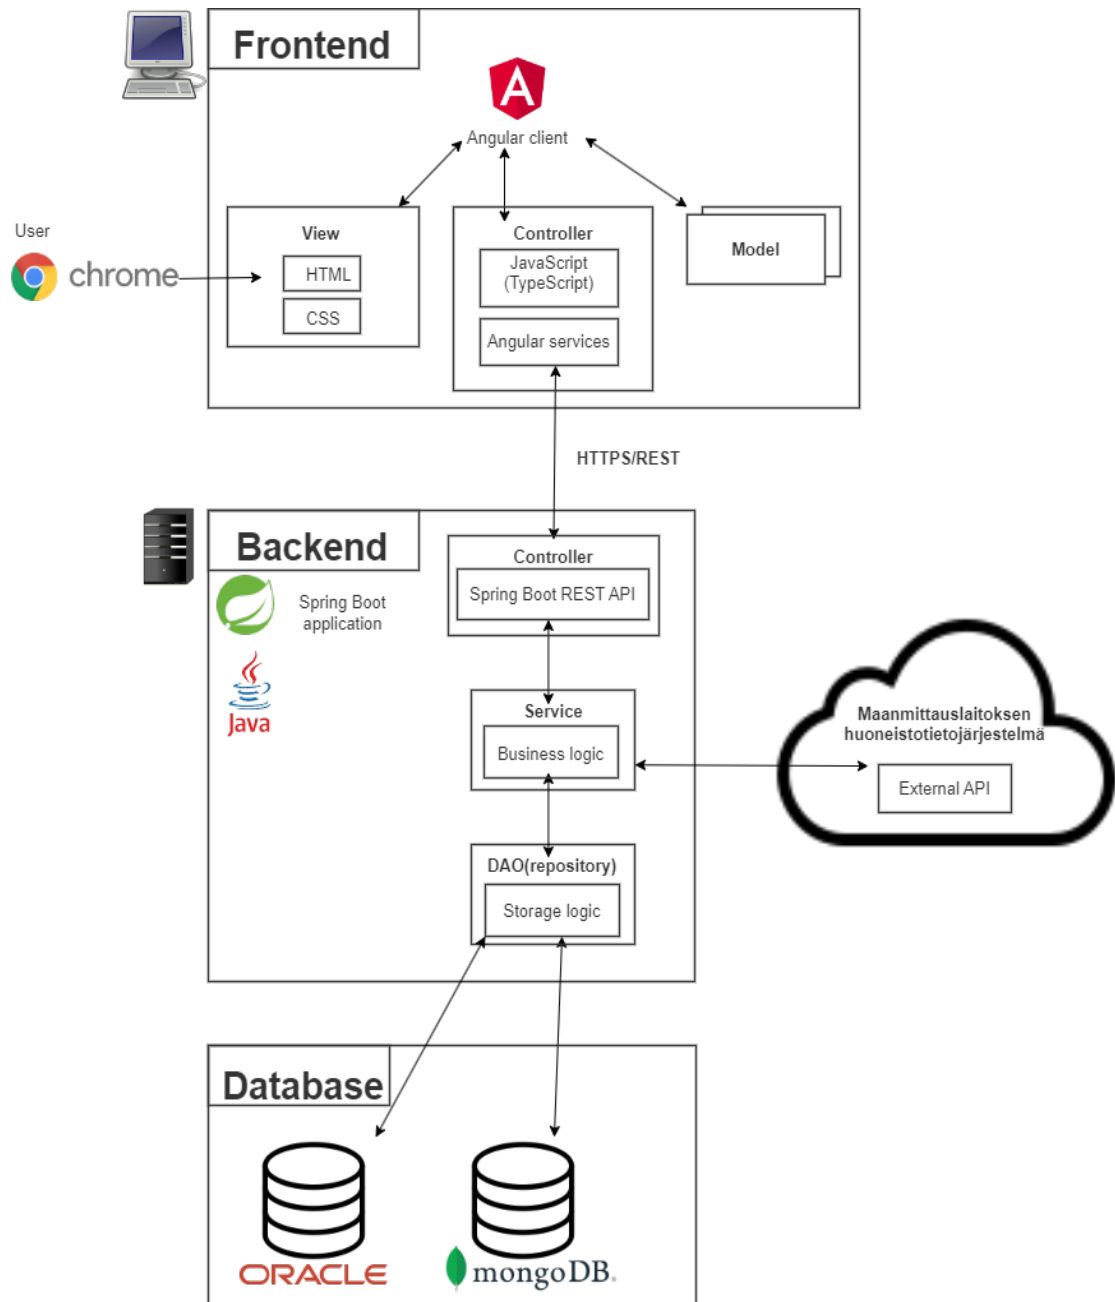 Frontend
Angular client
User
chrome
View
HTML
CSS
Controller
JavaScript
(TypeScript)
Angular services
Model
HTTPS/REST
Backend
Spring Boot
application
Java
Controller
Spring Boot REST API
Service
Business logic
DAO(repository)
Storage logic
Maanmittauslaitoksen
huoneistotietojärjestelmä
External API
Database
ORACLE
mongoDB.